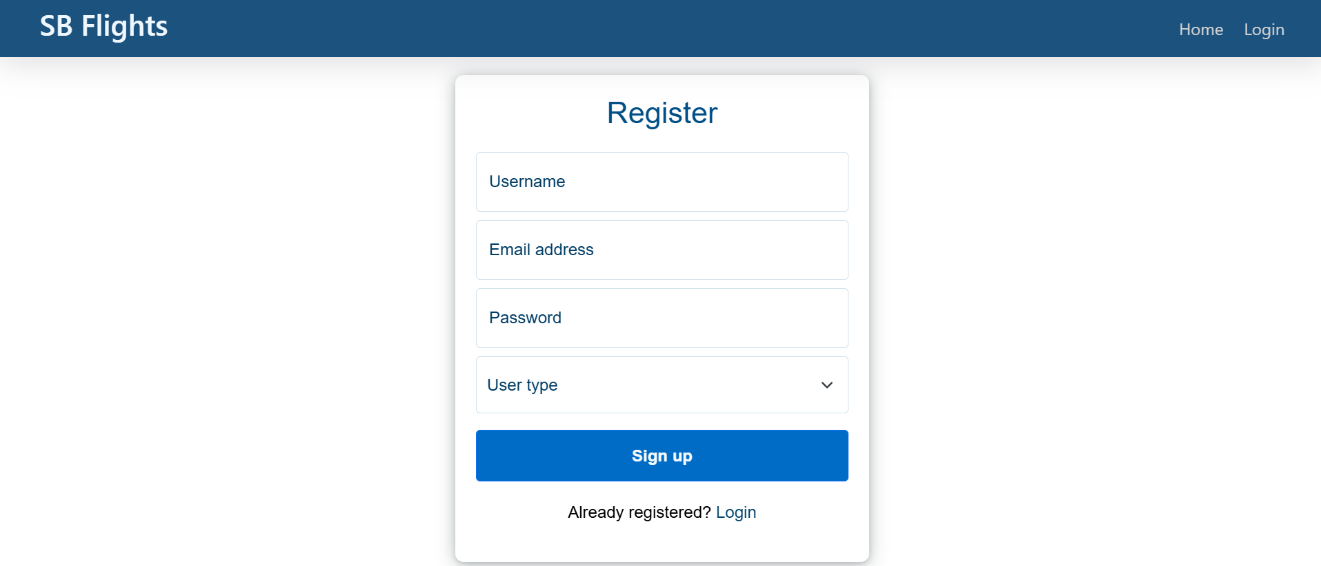 SB Flights
Home Login
Register
Username
Email address
Password
User type
Sign up
Already registered? Login